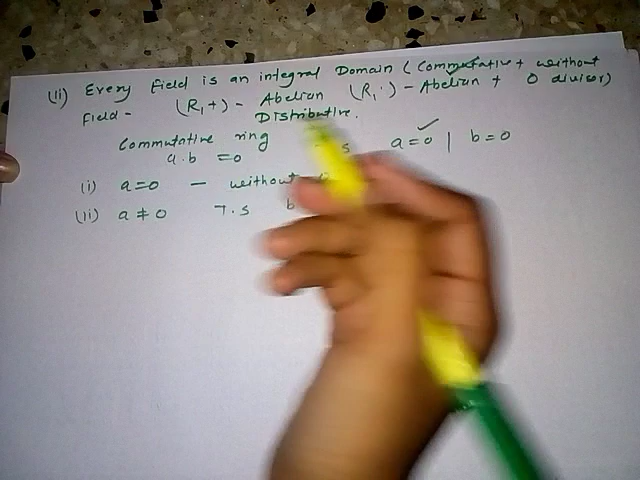 (ii) Every Field is an integral Domain (Commutative + without 0 divisor)
Field - (R,+) - Abelian (R,·) - Abelian +
Distributive.
Commutative ring s a=0 | b=0
a.b =0
(i) a=0 - without
(ii) a≠0 T.S b